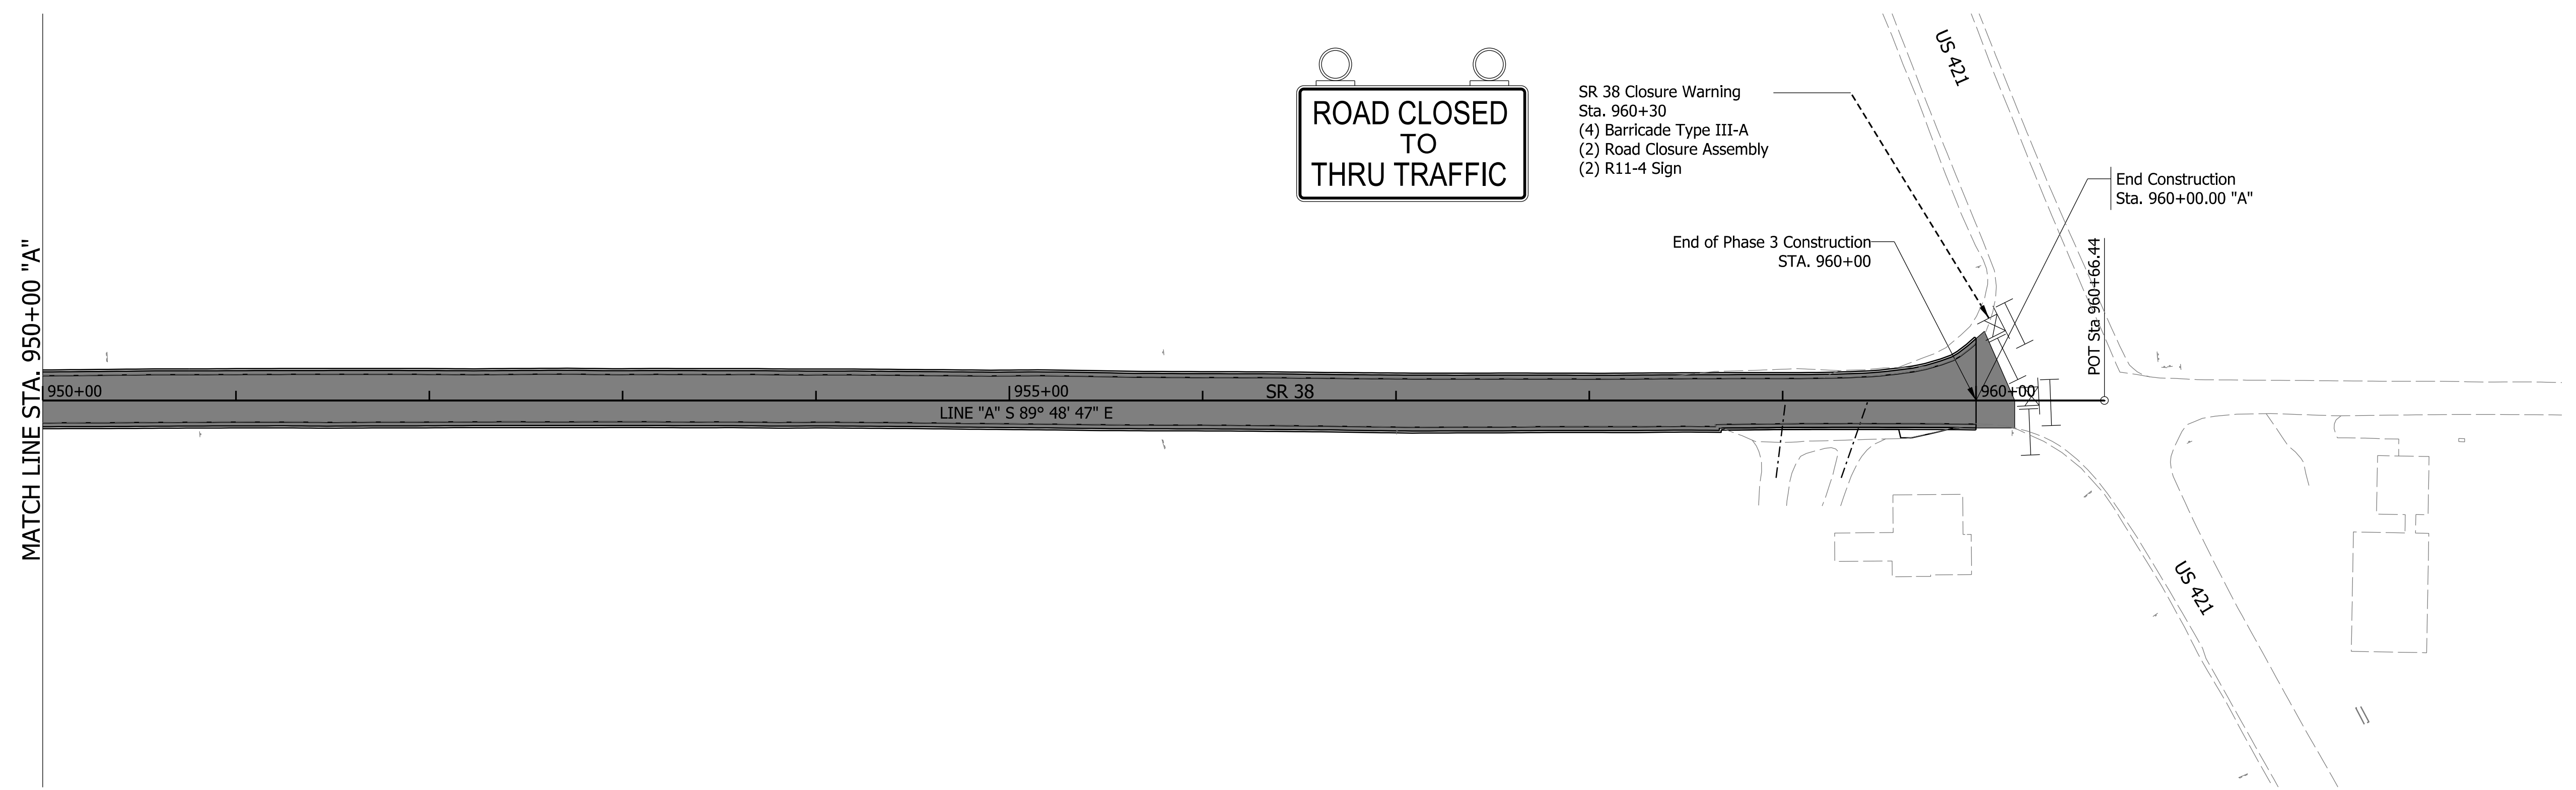 MATCH LINE STA. 950+00 "A"
ROAD CLOSED
TO
THRU TRAFFIC
SR 38 Closure Warning
Sta. 960+30
(4) Barricade Type III-A
(2) Road Closure Assembly
(2) R11-4 Sign
US 421
End Construction
Sta. 960+00.00 "A"
End of Phase 3 Construction
STA. 960+00
POT Sta 960+66.44
950+00
955+00
SR 38
960+00
LINE "A" S 89° 48' 47" E
US 421